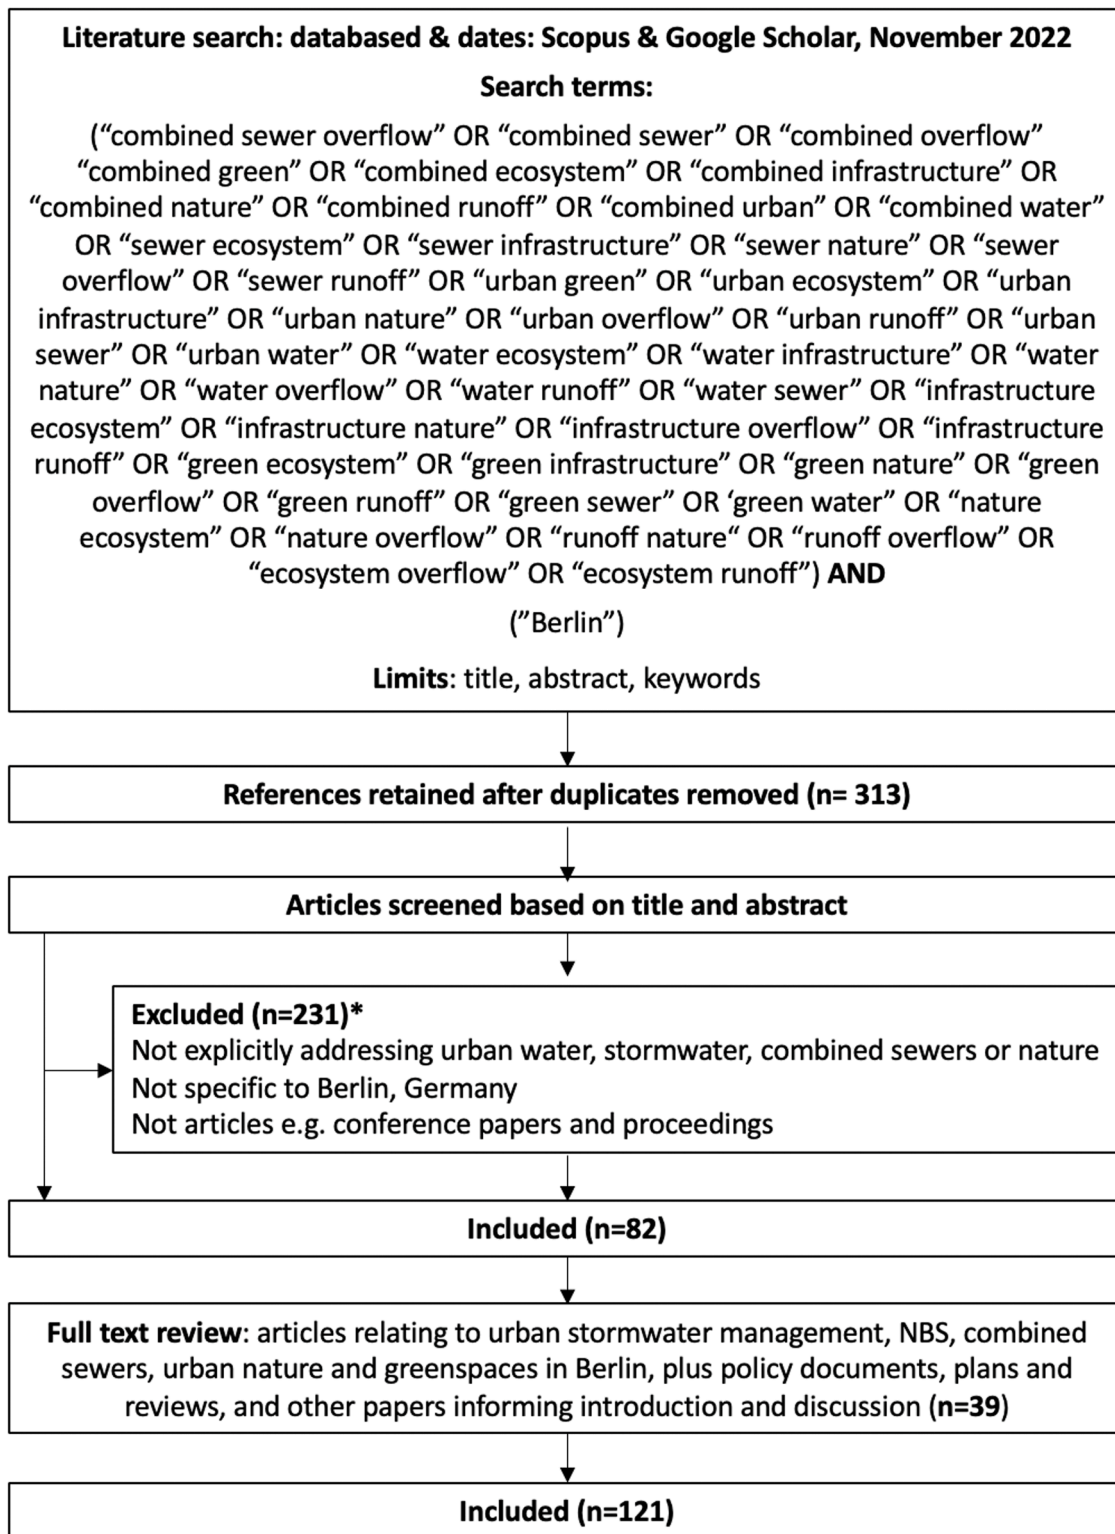 Literature search: databased & dates: Scopus & Google Scholar, November 2022
Search terms:
(“combined sewer overflow” OR “combined sewer” OR “combined overflow”
“combined green” OR “combined ecosystem” OR “combined infrastructure” OR
“combined nature” OR “combined runoff” OR “combined urban” OR “combined water”
OR “sewer ecosystem” OR “sewer infrastructure” OR “sewer nature” OR “sewer
overflow” OR “sewer runoff” OR “urban green” OR “urban ecosystem” OR “urban
infrastructure” OR “urban nature” OR “urban overflow” OR “urban runoff” OR “urban
sewer” OR “urban water” OR “water ecosystem” OR “water infrastructure” OR “water
nature” OR “water overflow” OR “water runoff” OR “water sewer” OR “infrastructure
ecosystem” OR “infrastructure nature” OR “infrastructure overflow” OR “infrastructure
runoff” OR “green ecosystem” OR “green infrastructure” OR “green nature” OR “green
overflow” OR “green runoff” OR “green sewer” OR ‘green water” OR “nature
ecosystem” OR “nature overflow” OR “runoff nature“ OR “runoff overflow” OR
“ecosystem overflow” OR “ecosystem runoff”) AND
(”Berlin”)
Limits: title, abstract, keywords
References retained after duplicates removed (n= 313)
Articles screened based on title and abstract
Excluded (n=231)*
Not explicitly addressing urban water, stormwater, combined sewers or nature
Not specific to Berlin, Germany
Not articles e.g. conference papers and proceedings
Included (n=82)
Full text review: articles relating to urban stormwater management, NBS, combined
sewers, urban nature and greenspaces in Berlin, plus policy documents, plans and
reviews, and other papers informing introduction and discussion (n=39)
Included (n=121)